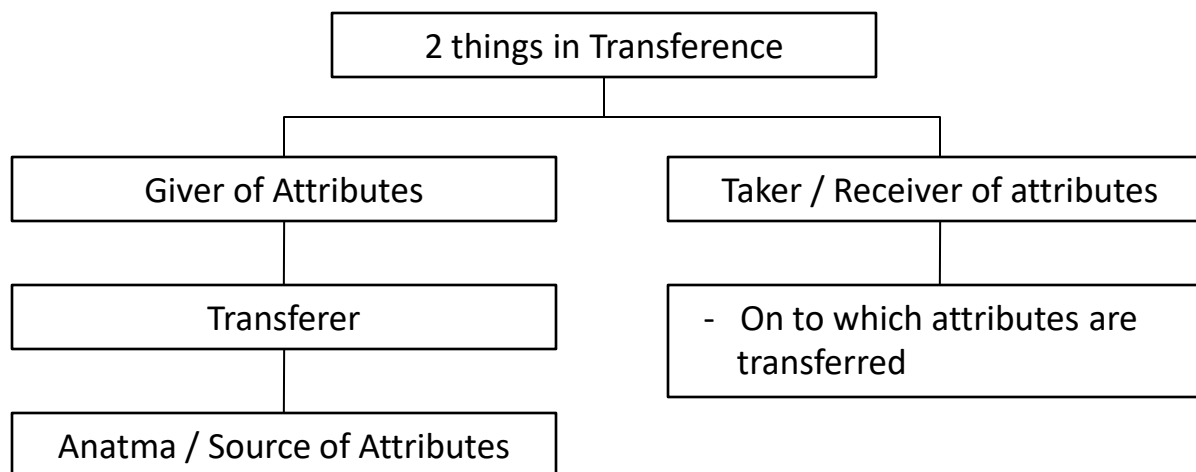 2 things in Transference
Giver of Attributes
Taker / Receiver of attributes
Transferer
- On to which attributes are
transferred
Anatma / Source of Attributes